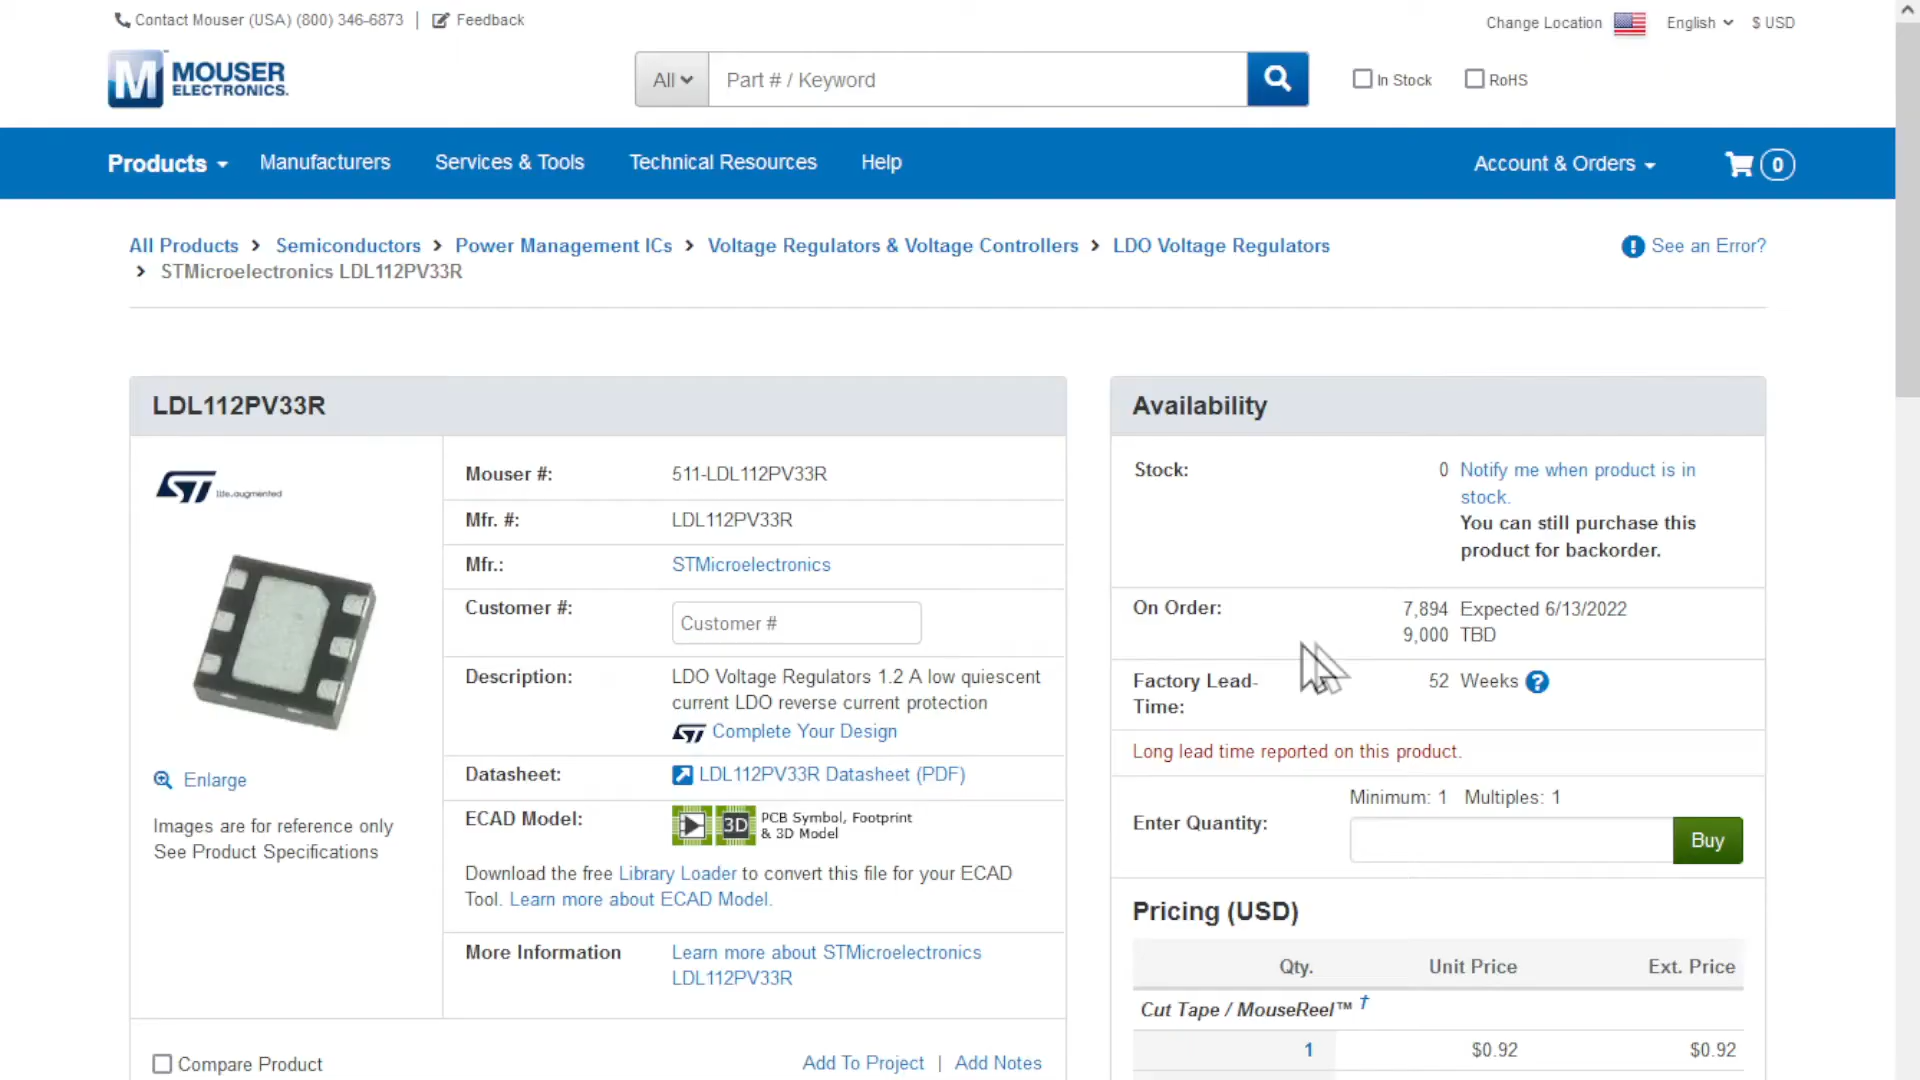 Contact Mouser (USA) (800) 346-6873 | Feedback
Change Location English $ USD
M MOUSER ELECTRONICS.
All Part # / Keyword
In Stock RoHS
Products Manufacturers Services & Tools Technical Resources Help Account & Orders 0
All Products > Semiconductors > Power Management ICs > Voltage Regulators & Voltage Controllers > LDO Voltage Regulators
> STMicroelectronics LDL112PV33R
See an Error?
LDL112PV33R
ST life.augmented
Enlarge
Images are for reference only
See Product Specifications
Mouser #: 511-LDL112PV33R
Mfr. #: LDL112PV33R
Mfr.: STMicroelectronics
Customer #: Customer #
Description: LDO Voltage Regulators 1.2 A low quiescent
current LDO reverse current protection
ST Complete Your Design
Datasheet: LDL112PV33R Datasheet (PDF)
ECAD Model: 3D PCB Symbol, Footprint
& 3D Model
Download the free Library Loader to convert this file for your ECAD
Tool. Learn more about ECAD Model.
More Information Learn more about STMicroelectronics
LDL112PV33R
Compare Product Add To Project | Add Notes
Availability
Stock: 0 Notify me when product is in
stock.
You can still purchase this
product for backorder.
On Order: 7,894 Expected 6/13/2022
9,000 TBD
Factory Lead- 52 Weeks ?
Time:
Long lead time reported on this product.
Minimum: 1 Multiples: 1
Enter Quantity: Buy
Pricing (USD)
Qty. Unit Price Ext. Price
Cut Tape / MouseReel™ †
1 $0.92 $0.92